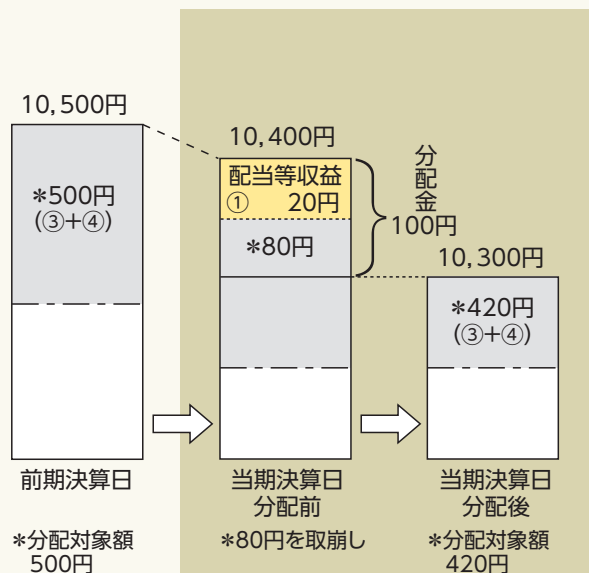 10,500円
*500円
(③+④)
前期決算日
*分配対象額
500円
10,400円
配当等収益
① 20円
*80円
分配金
100円
当期決算日
分配前
*80円を取崩し
10,300円
*420円
(③+④)
当期決算日
分配後
*分配対象額
420円